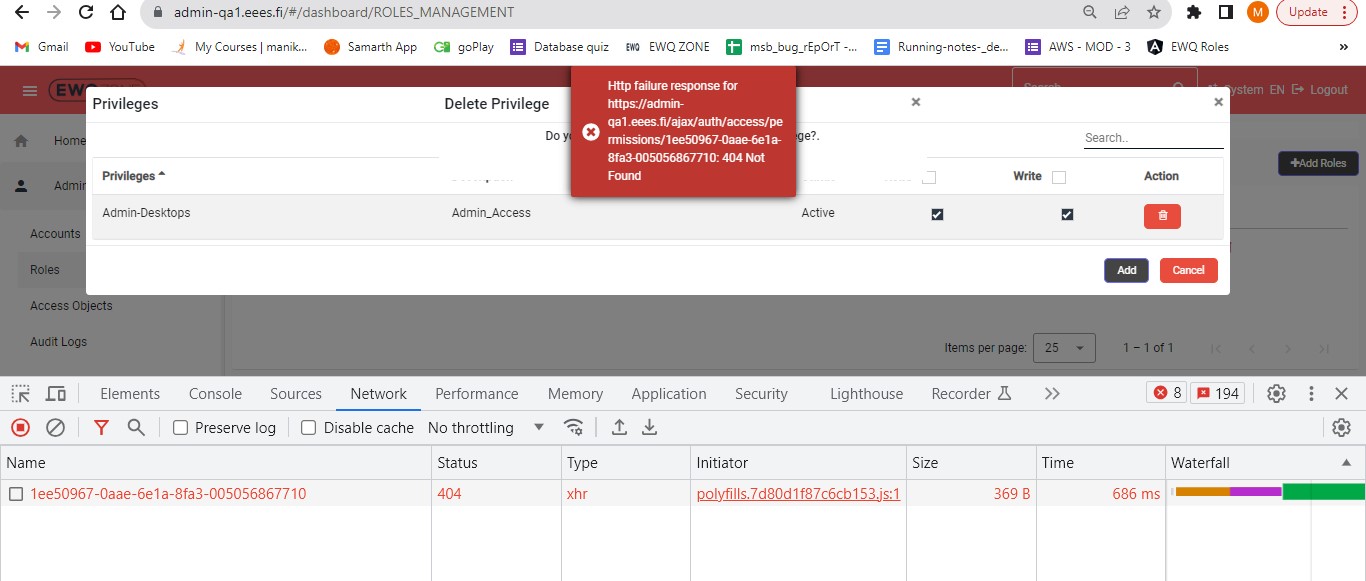 admin-qa1.eees.fi/#/dashboard/ROLES_MANAGEMENT
M
Update
Gmail
YouTube
My Courses | manik...
Samarth App
goPlay
Database quiz
EWQ
EWQ ZONE
msb_bug_rEpOrT -...
Running-notes-_de...
AWS - MOD - 3
EWQ Roles
»
Search
System
EN
Logout
Privileges
Delete Privilege
×
×
Http failure response for
https://admin-
qa1.eees.fi/ajax/auth/access/pe
rmissions/1ee50967-0aae-6e1a-
8fa3-005056867710: 404 Not
Found
Do
Search..
Home
Admin
Accounts
Roles
Access Objects
Audit Logs
+Add Roles
Privileges
Write
Action
Admin-Desktops
Admin_Access
Active
Add
Cancel
Items per page:
25
1 – 1 of 1
Elements
Console
Sources
Network
Performance
Memory
Application
Security
Lighthouse
Recorder
8
194
Preserve log
Disable cache
No throttling
Name
Status
Type
Initiator
Size
Time
Waterfall
1ee50967-0aae-6e1a-8fa3-005056867710
404
xhr
polyfills.7d80d1f87c6cb153.js:1
369 B
686 ms